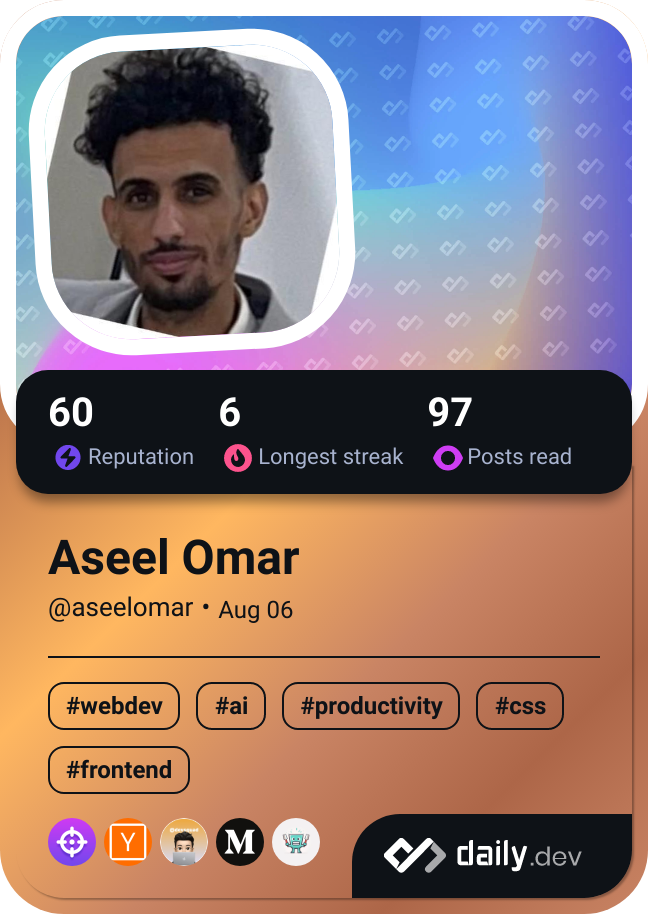 60 6 97
Reputation Longest streak Posts read
Aseel Omar
@aseelomar • Aug 06
#webdev #ai #productivity #css
#frontend
Y M
daily.dev